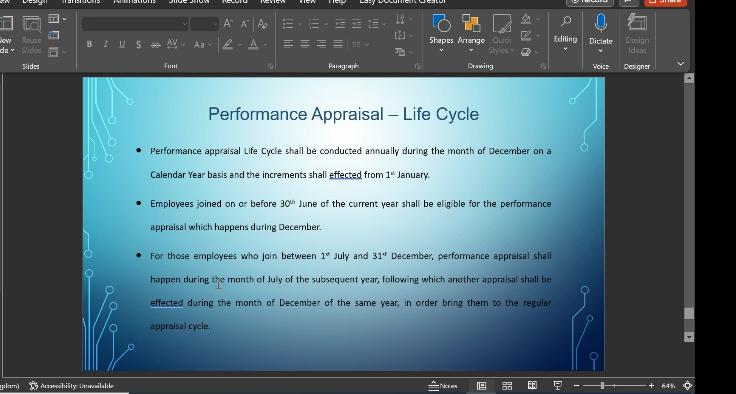 aw Design Transitions Animations Slide Show Record Review View Help Easy Document Creator Record Share
New
de
Reuse
Slides
B I U S ab AV Aa A
Shapes Arrange Quick
Styles
Editing Dictate Design
Ideas
Slides Font Paragraph Drawing Voice Designer
Performance Appraisal – Life Cycle
● Performance appraisal Life Cycle shall be conducted annually during the month of December on a
Calendar Year basis and the increments shall effected from 1st January.
● Employees joined on or before 30th June of the current year shall be eligible for the performance
appraisal which happens during December.
● For those employees who join between 1st July and 31st December, performance appraisal shall
happen during the month of July of the subsequent year, following which another appraisal shall be
effected during the month of December of the same year, in order bring them to the regular
appraisal cycle.
gdom) Accessibility: Unavailable Notes 64%